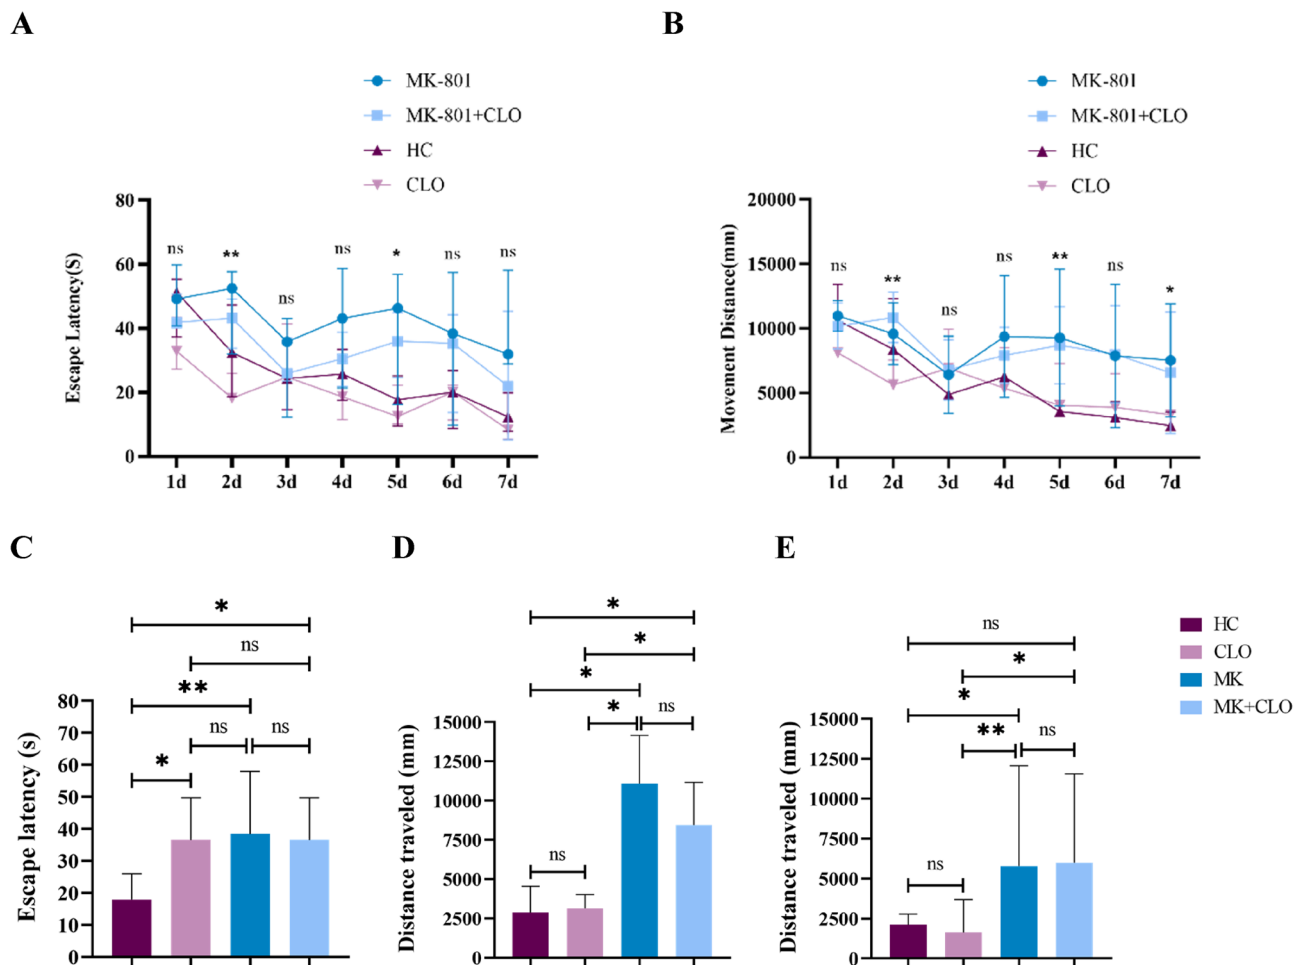 A
MK-801
MK-801+CLO
HC
CLO
Escape Latency(S)
80
60
40
20
0
ns
**
ns
ns
*
ns
ns
1d 2d 3d 4d 5d 6d 7d
B
MK-801
MK-801+CLO
HC
CLO
Movement Distance(mm)
20000
15000
10000
5000
0
ns
**
ns
ns
**
ns
*
1d 2d 3d 4d 5d 6d 7d
C
Escape latency (s)
80
70
60
50
40
30
20
10
0
*
ns
**
ns
ns
*
D
Distance traveled (mm)
15000
12500
10000
7500
5000
2500
0
*
*
*
*
ns
ns
E
Distance traveled (mm)
15000
12500
10000
7500
5000
2500
0
ns
*
*
**
ns
ns
HC
CLO
MK
MK+CLO